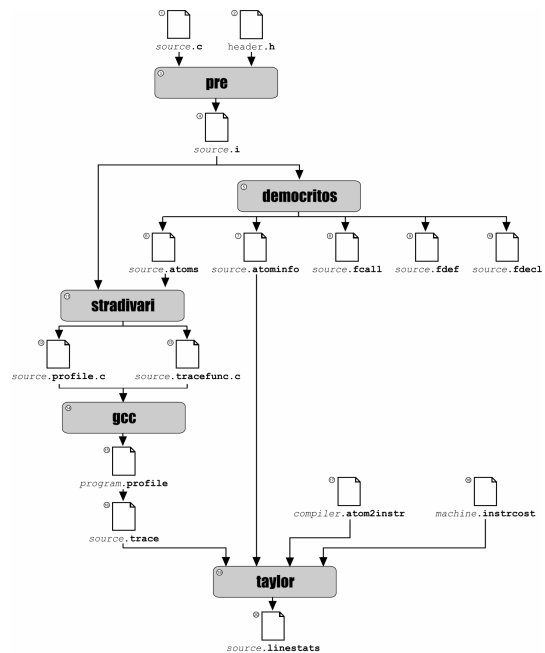 source.c
header.h
pre
source.i
democritos
source.atoms
source.atominfo
source.fcall
source.fdef
source.fdecl
stradivari
source.profile.c
source.tracefunc.c
gcc
program.profile
compiler.atom2instr
machine.instrcost
source.trace
taylor
source.linestats